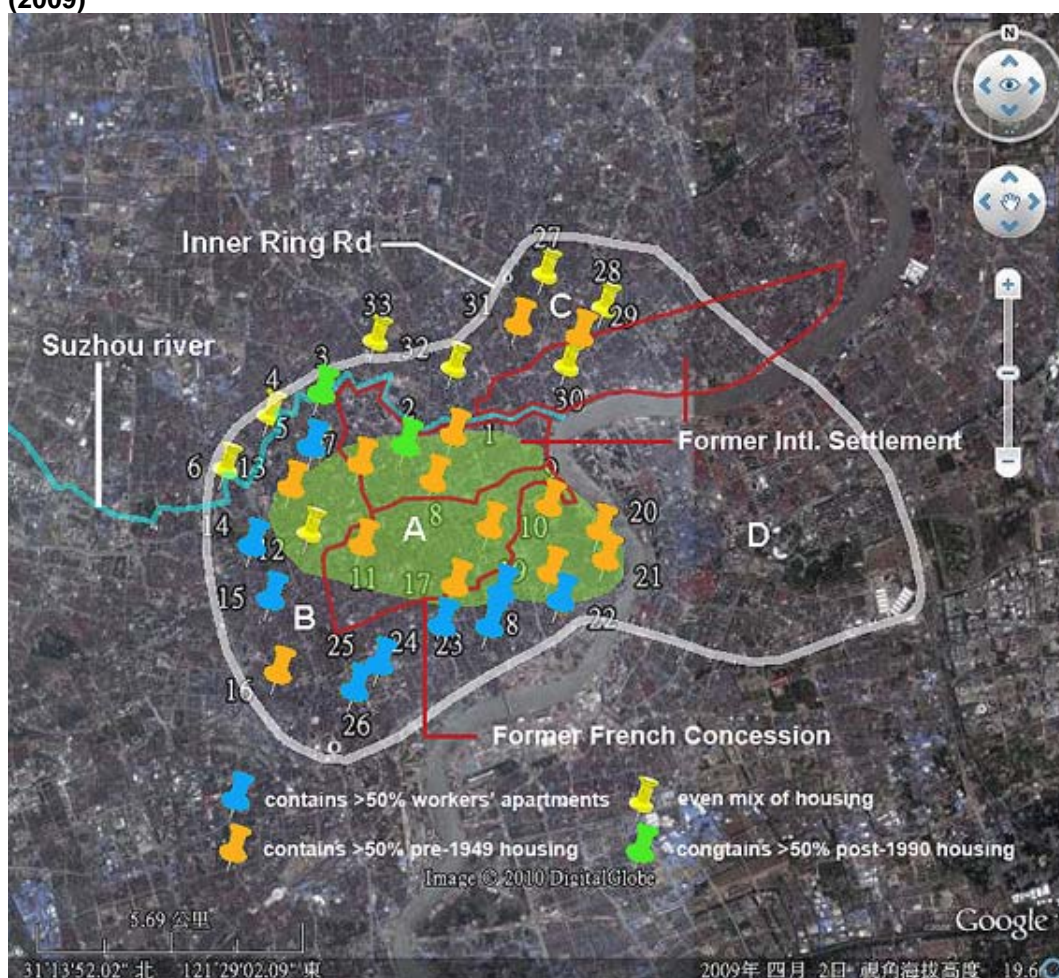 (2009)
N
27
Inner Ring Rd
28
31
C
29
33
32
Suzhou river
3
4
2
30
5
7
1
Former Intl. Settlement
6
13
14
A
8
10
20
D
12
9
11
17
21
15
B
22
25
24
23
8
16
26
Former French Concession
contains >50% workers' apartments
even mix of housing
contains >50% pre-1949 housing
congtains >50% post-1990 housing
Image © 2010 DigitalGlobe
5.69 公里
Google
31°13'52.02" 北 121°29'02.09" 東
2009年 四月 2日 視角海拔高度 19.6